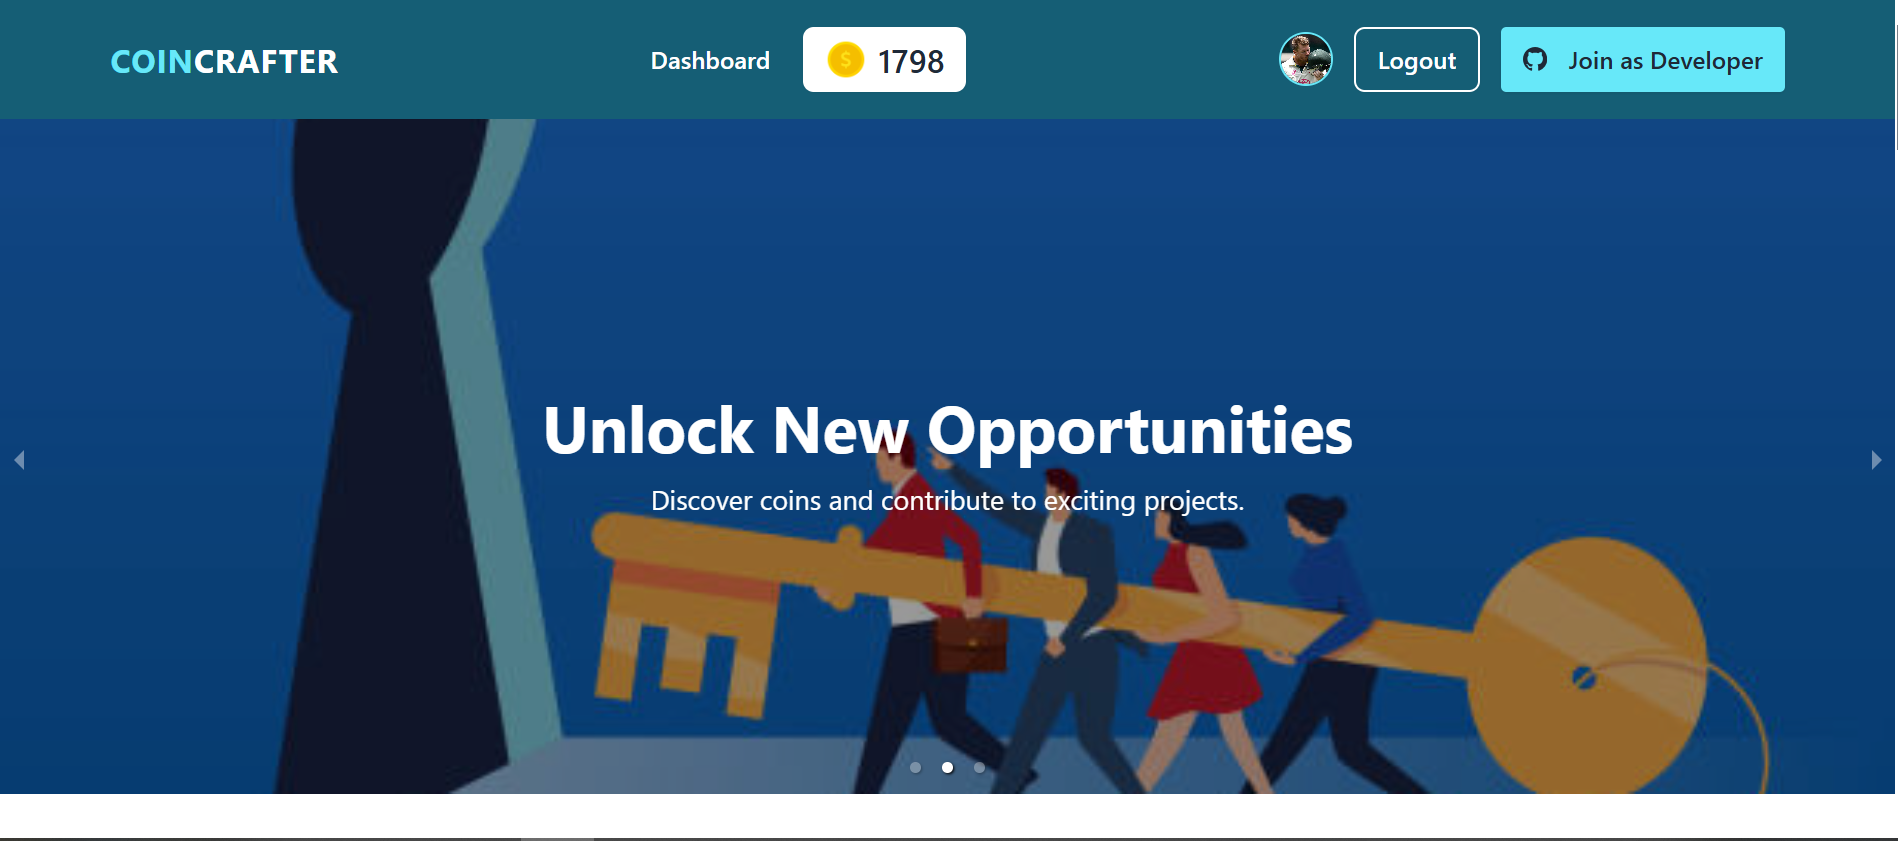 COINCRAFTER
Dashboard
$ 1798
Logout
Join as Developer
Unlock New Opportunities
Discover coins and contribute to exciting projects.